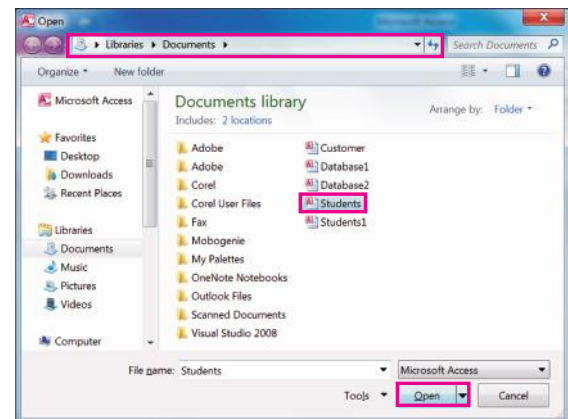 Open
Libraries Documents
Search Documents
Organize New folder
Microsoft Access
Favorites
Desktop
Downloads
Recent Places
Libraries
Documents
Music
Pictures
Videos
Computer
Documents library
Includes: 2 locations
Arrange by: Folder
Adobe
Adobe
Corel
Corel User Files
Fax
Mobogenie
My Palettes
OneNote Notebooks
Outlook Files
Scanned Documents
Visual Studio 2008
Customer
Database1
Database2
Students
Students1
File name: Students
Microsoft Access
Tools Open Cancel